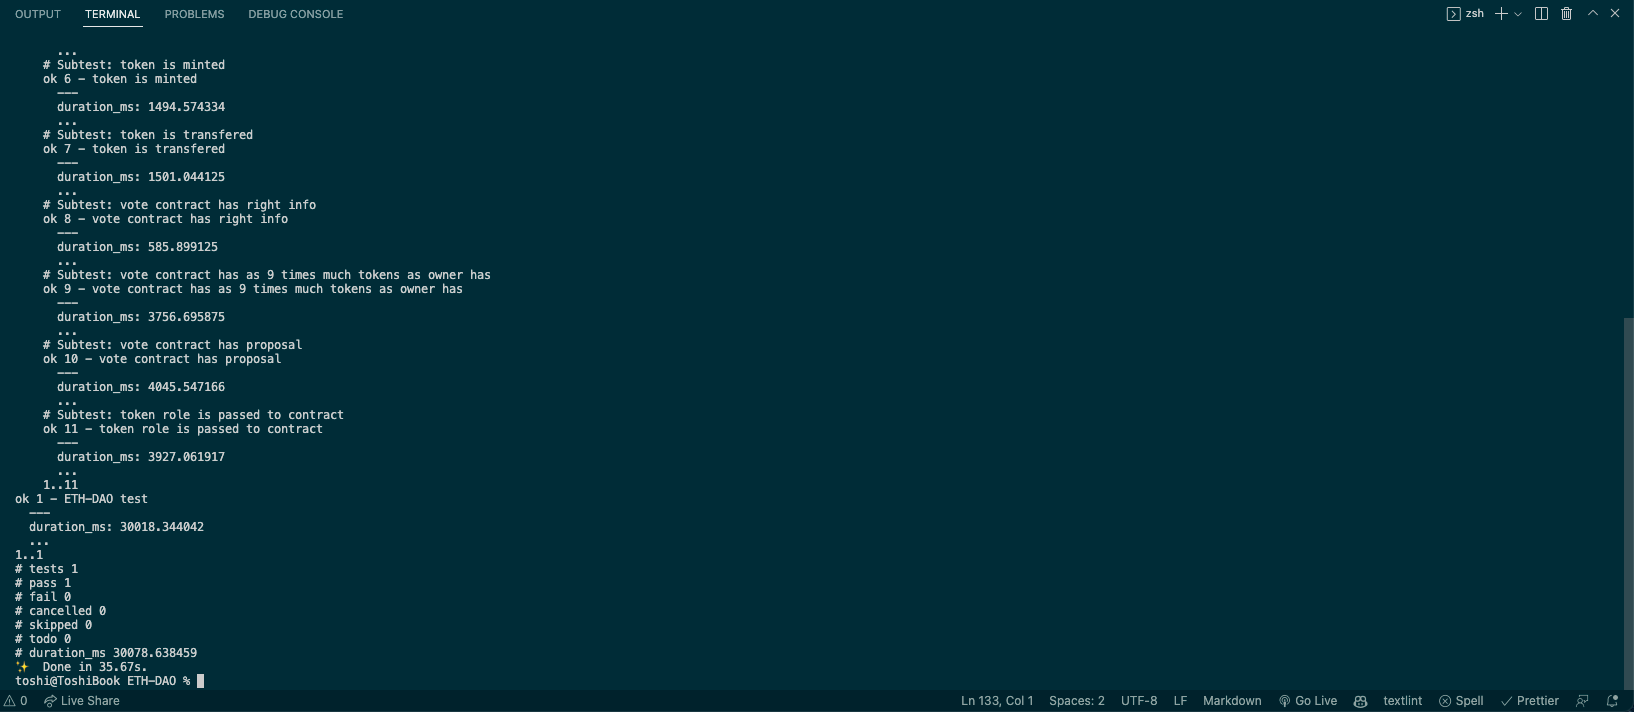 OUTPUT TERMINAL PROBLEMS DEBUG CONSOLE zsh
...
# Subtest: token is minted
ok 6 - token is minted
---
duration_ms: 1494.574334
...
# Subtest: token is transfered
ok 7 - token is transfered
---
duration_ms: 1501.044125
...
# Subtest: vote contract has right info
ok 8 - vote contract has right info
---
duration_ms: 585.899125
...
# Subtest: vote contract has as 9 times much tokens as owner has
ok 9 - vote contract has as 9 times much tokens as owner has
---
duration_ms: 3756.695875
...
# Subtest: vote contract has proposal
ok 10 - vote contract has proposal
---
duration_ms: 4045.547166
...
# Subtest: token role is passed to contract
ok 11 - token role is passed to contract
---
duration_ms: 3927.061917
...
1..11
ok 1 - ETH-DAO test
---
duration_ms: 30018.344042
...
1..1
# tests 1
# pass 1
# fail 0
# cancelled 0
# skipped 0
# todo 0
# duration_ms 30078.638459
✨ Done in 35.67s.
toshi@ToshiBook ETH-DAO %
0 Live Share Ln 133, Col 1 Spaces: 2 UTF-8 LF Markdown Go Live textlint Spell Prettier